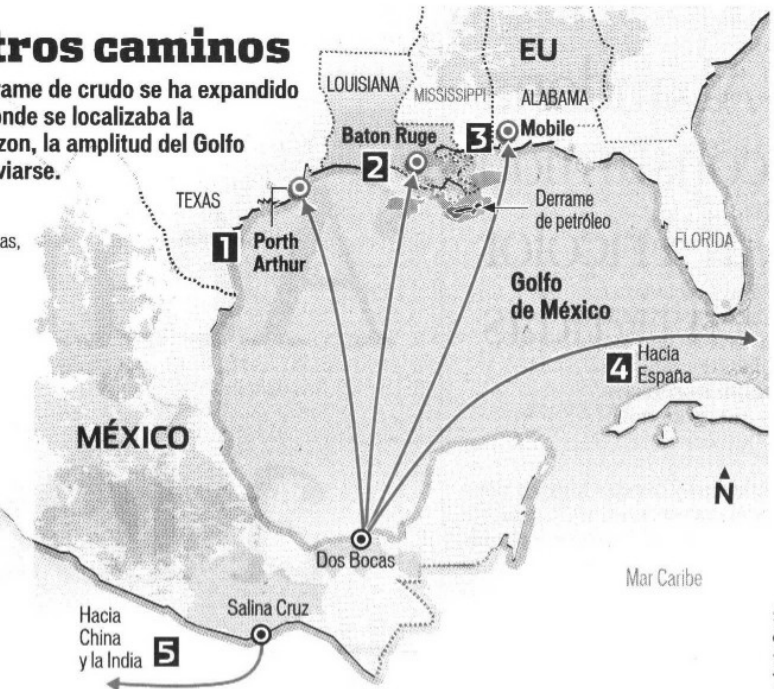 tros caminos
rame de crudo se ha expandido
onde se localizaba la
zon, la amplitud del Golfo
viarse.
as,
EU
LOUISIANA
MISSISSIPPI
ALABAMA
Baton Ruge
3
Mobile
2
TEXAS
Derrame
de petróleo
1
Porth
Arthur
FLORIDA
Golfo
de México
4
Hacia
España
MÉXICO
N
Dos Bocas
Mar Caribe
Hacia
China
y la India
5
Salina Cruz